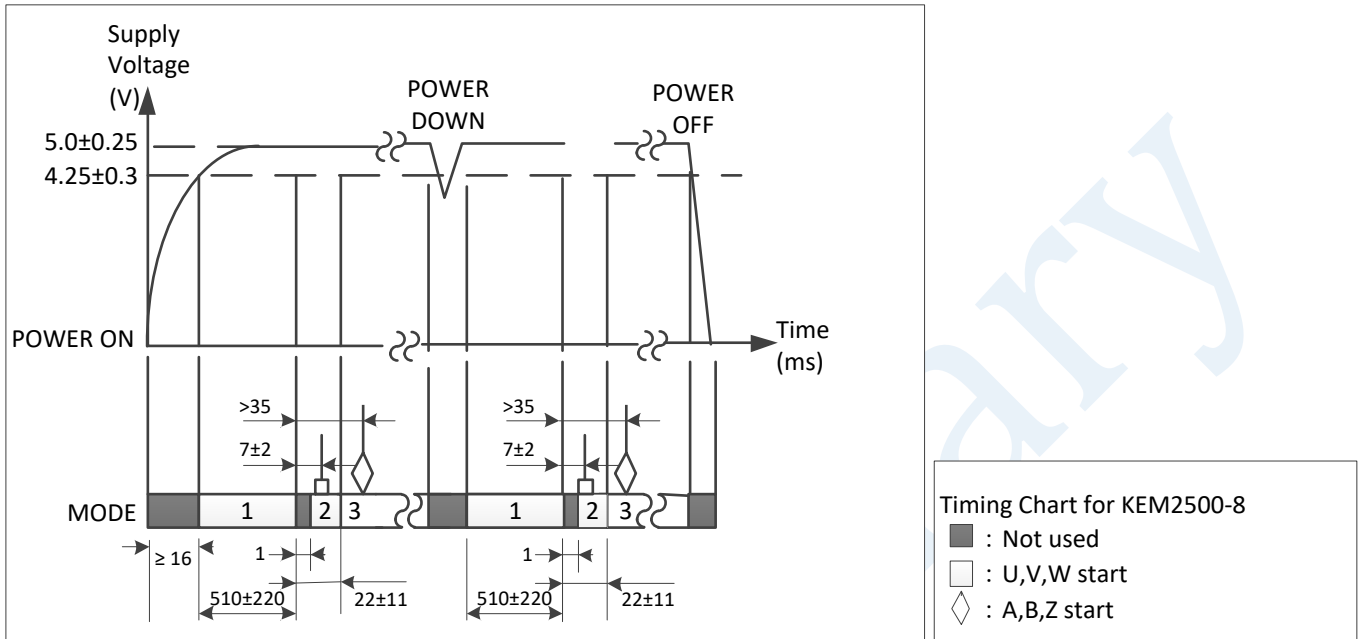 Supply
Voltage
(V)
POWER
DOWN
POWER
OFF
5.0±0.25
4.25±0.3
POWER ON
Time
(ms)
>35
>35
7±2
7±2
MODE
1
2
3
1
2
3
≥ 16
1
1
510±220
22±11
510±220
22±11
Timing Chart for KEM2500-8
: Not used
: U,V,W start
: A,B,Z start
ary